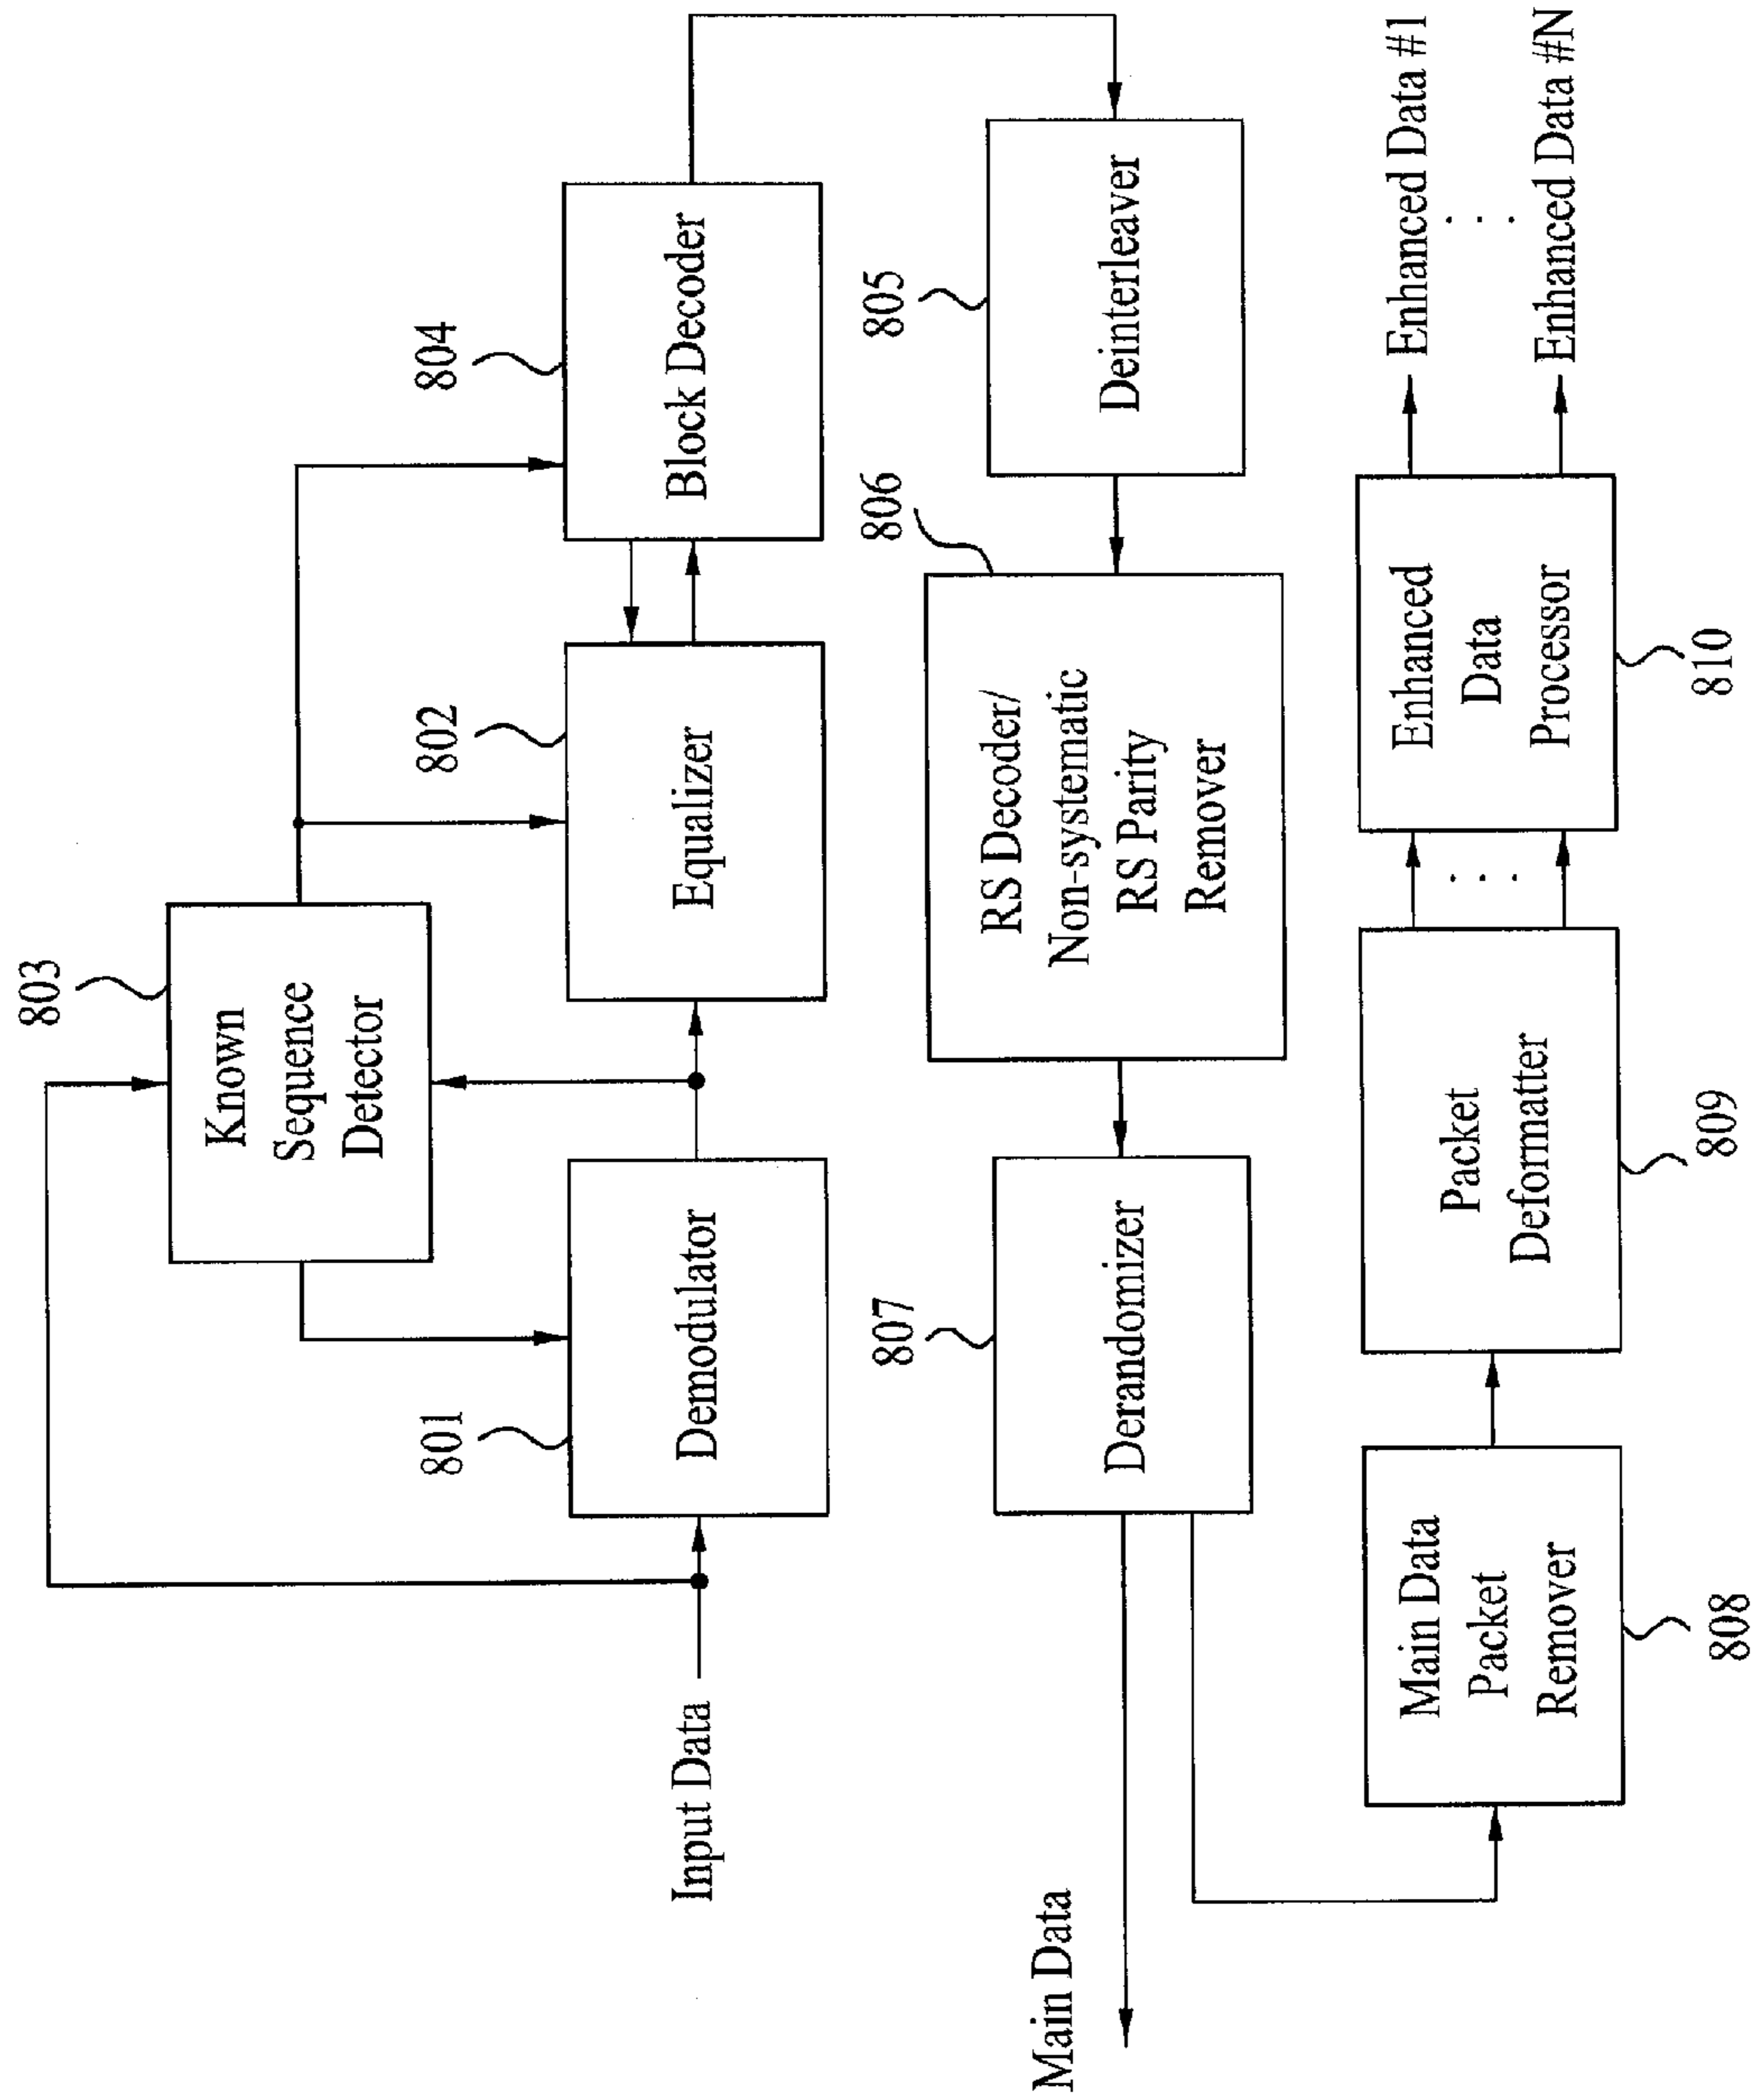 803
Known
Sequence
Detector
804
802
801
Input Data
Demodulator
Equalizer
Block Decoder
807
806
805
Main Data
Derandomizer
RS Decoder/
Non-systematic
RS Parity
Remover
Deinterleaver
Main Data
Packet
Remover
Packet
Deformatter
Enhanced
Data
Processor
Enhanced Data #1
Enhanced Data #N
808
809
810